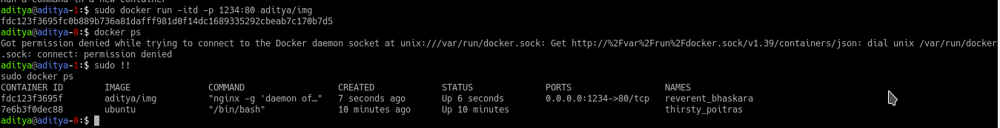 Run a command in a new container
aditya@aditya-1:$ sudo docker run -itd -p 1234:80 aditya/img
fdc123f3695fc0b889b736a81dafff981d0f14dc1689335292cbeab7c170b7d5
aditya@aditya-0:$ docker ps
Got permission denied while trying to connect to the Docker daemon socket at unix:///var/run/docker.sock: Get http://%2Fvar%2Frun%2Fdocker.sock/v1.39/containers/json: dial unix /var/run/docker
.sock: connect: permission denied
aditya@aditya-1:$ sudo !!
sudo docker ps
CONTAINER ID        IMAGE               COMMAND                  CREATED             STATUS              PORTS                  NAMES
fdc123f3695f        aditya/img          "nginx -g 'daemon of…"   7 seconds ago       Up 6 seconds        0.0.0.0:1234->80/tcp   reverent_bhaskara
7e6b3f0dec88        ubuntu              "/bin/bash"              10 minutes ago      Up 10 minutes                              thirsty_poitras
aditya@aditya-0:$